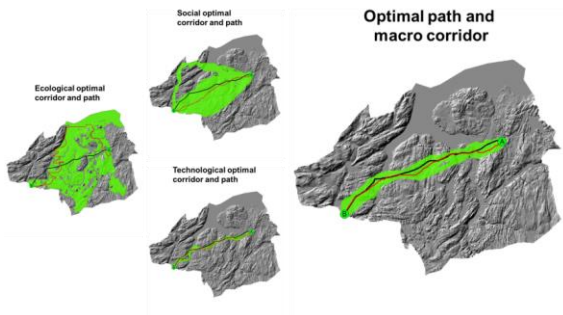 Ecological optimal
corridor and path
Social optimal
corridor and path
Technological optimal
corridor and path
Optimal path and
macro corridor
A
B